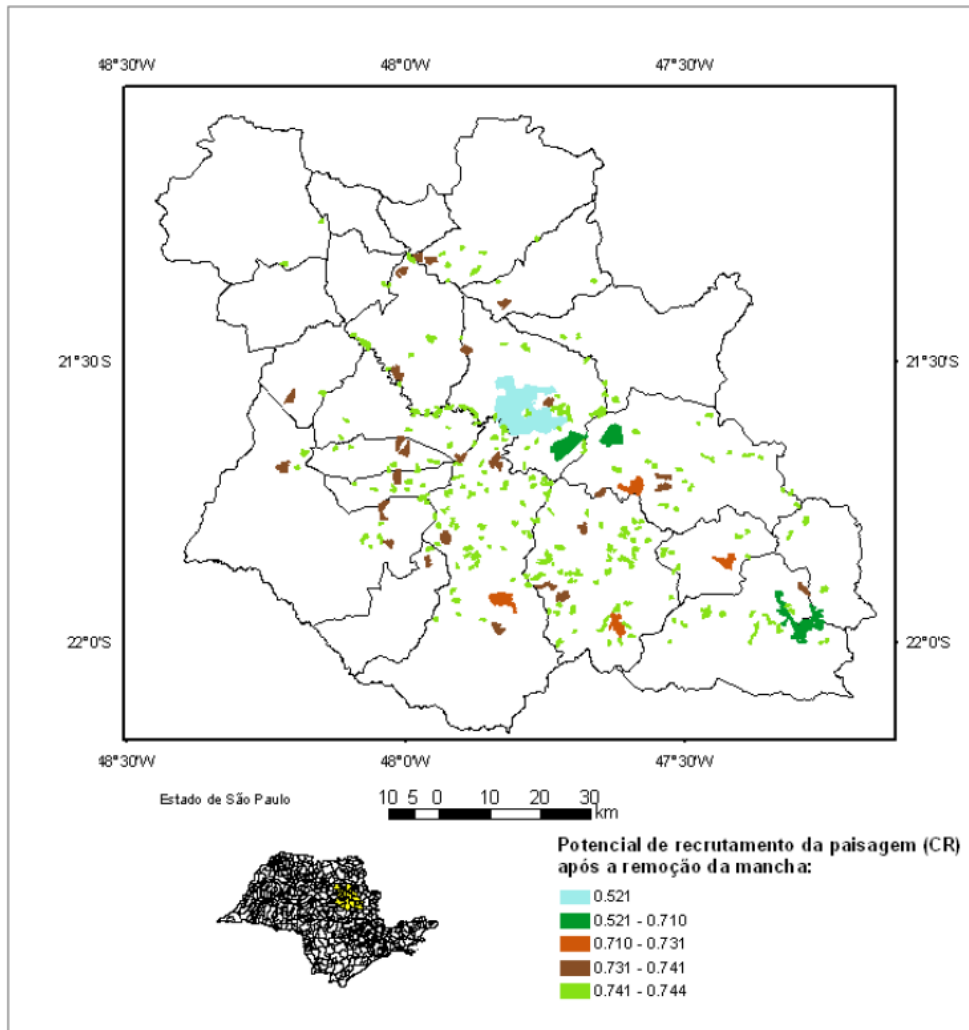 48°30'W 48°0'W 47°30'W
21°30'S 21°30'S
22°0'S 22°0'S
48°30'W 48°0'W 47°30'W
Estado de São Paulo
10 5 0 10 20 30
km
Potencial de recrutamento da paisagem (CR)
após a remoção da mancha:
0.521
0.521 - 0.710
0.710 - 0.731
0.731 - 0.741
0.741 - 0.744